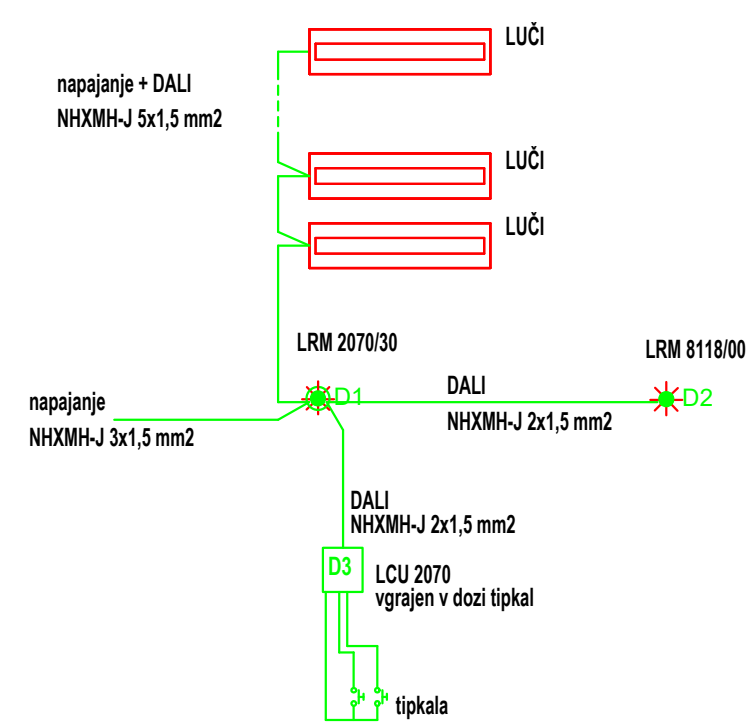 LUČI
napajanje + DALI
NHXMH-J 5x1,5 mm2
LUČI
LUČI
LRM 2070/30
LRM 8118/00
D1
DALI
D2
napajanje
NHXMH-J 2x1,5 mm2
NHXMH-J 3x1,5 mm2
DALI
NHXMH-J 2x1,5 mm2
D3
LCU 2070
vgrajen v dozi tipkal
tipkala